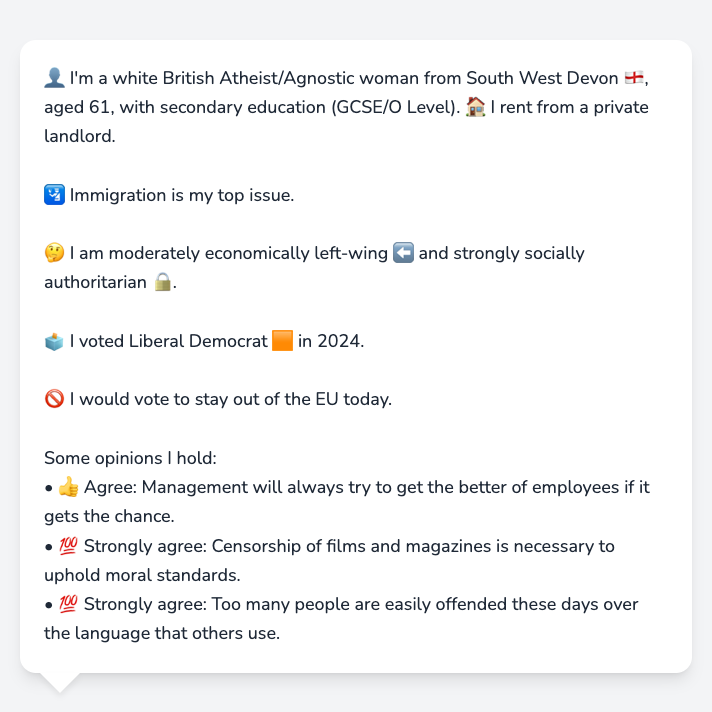 👤 I'm a white British Atheist/Agnostic woman from South West Devon 🏴󠁧󠁢󠁥󠁮󠁧󠁿,
aged 61, with secondary education (GCSE/O Level). 🏠 I rent from a private
landlord.
🛂 Immigration is my top issue.
🤔 I am moderately economically left-wing ⬅️ and strongly socially
authoritarian 🔒.
🗳️ I voted Liberal Democrat 🟧 in 2024.
🚫 I would vote to stay out of the EU today.
Some opinions I hold:
• 👍 Agree: Management will always try to get the better of employees if it
gets the chance.
• 💯 Strongly agree: Censorship of films and magazines is necessary to
uphold moral standards.
• 💯 Strongly agree: Too many people are easily offended these days over
the language that others use.